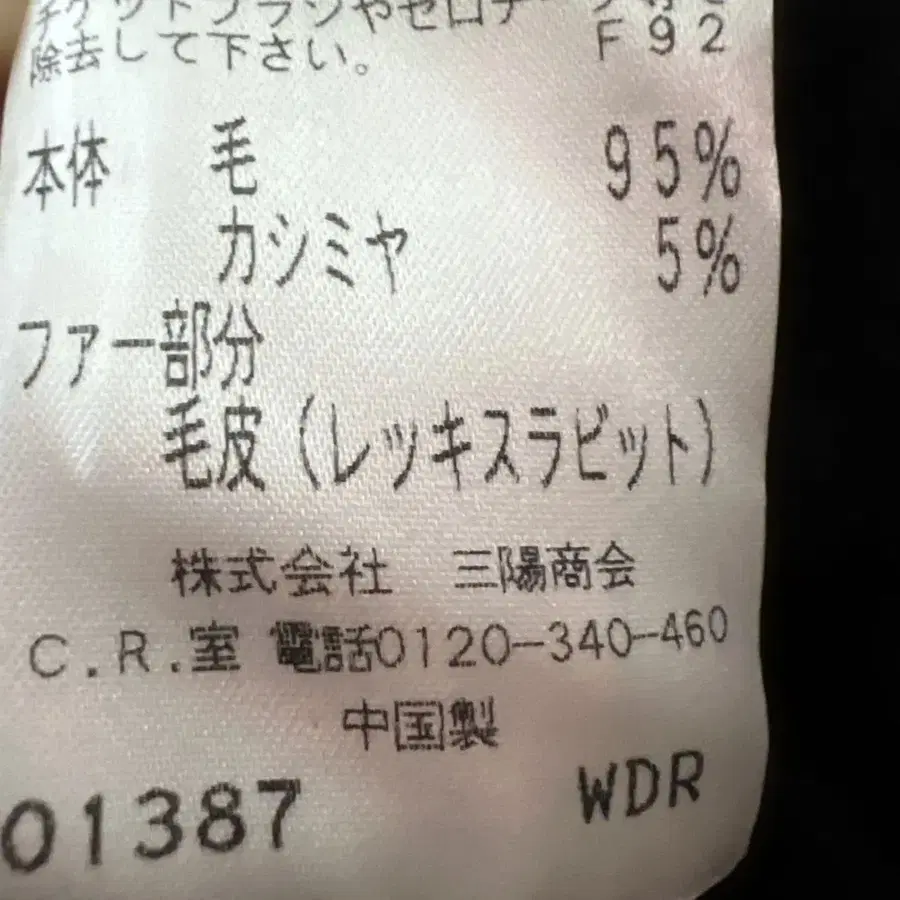 除去して下さい。 F92
本体 毛 95%
カシミヤ 5%
ファー部分
毛皮(レッキスラビット)
株式会社 三陽商会
C.R.室 電話0120-340-460
中国製
01387 WDR